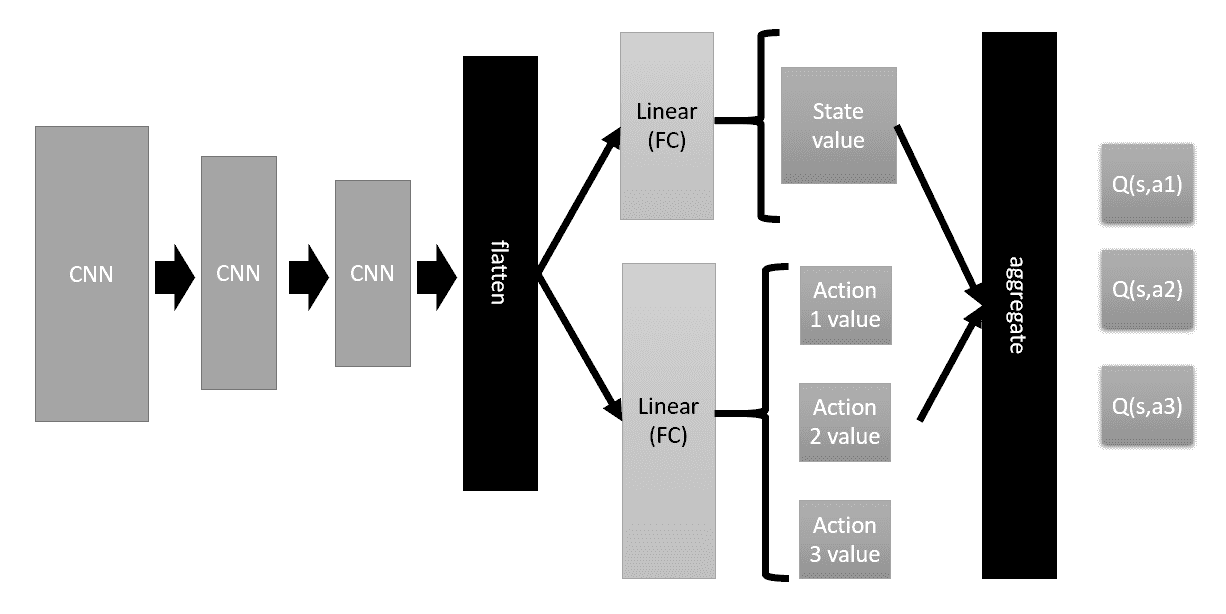 CNN
CNN
CNN
flatten
Linear
(FC)
State
value
Linear
(FC)
Action
1 value
Action
2 value
Action
3 value
aggregate
Q(s,a1)
Q(s,a2)
Q(s,a3)